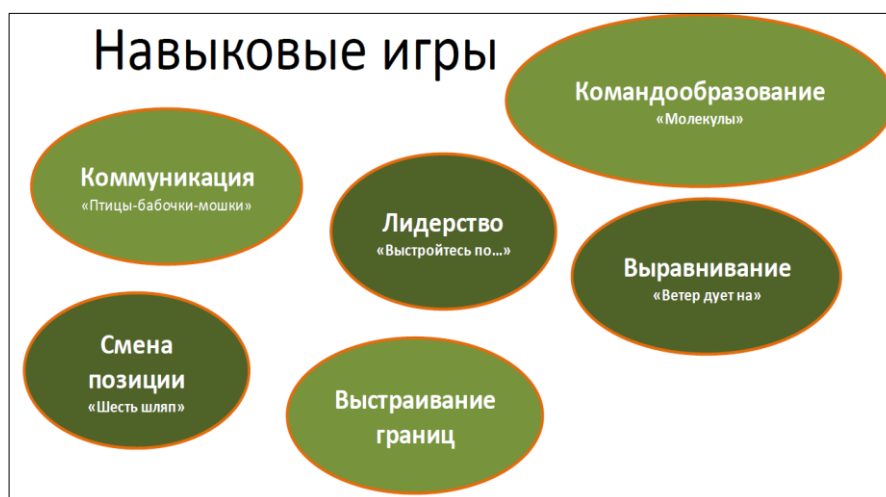 Навыковые игры
Командообразование
«Молекулы»
Коммуникация
«Птицы-бабочки-мошки»
Лидерство
«Выстройтесь по...»
Выравнивание
«Ветер дует на»
Смена
позиции
«Шесть шляп»
Выстраивание
границ